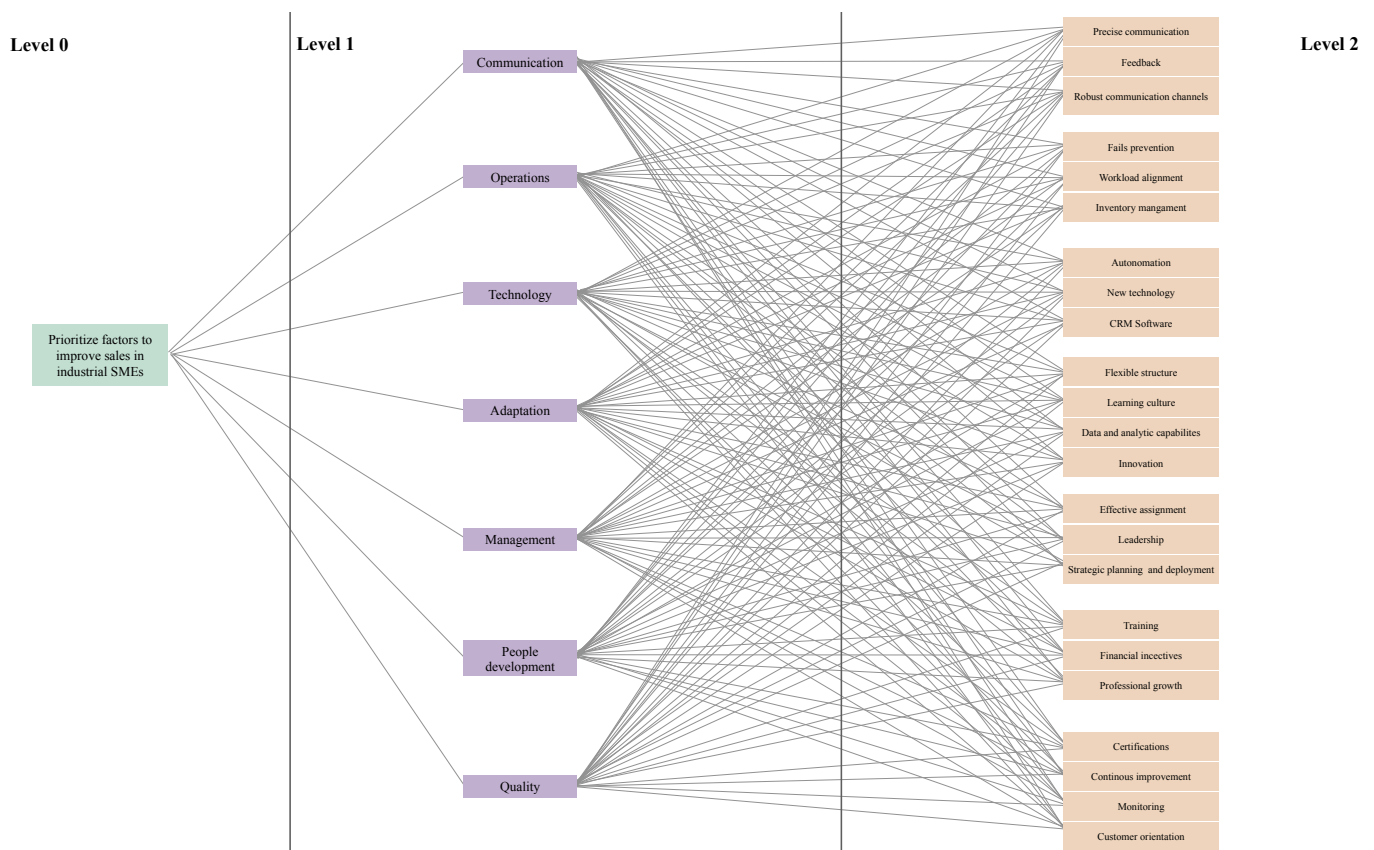 Level 0
Level 1
Level 2
Prioritize factors to
improve sales in
industrial SMEs
Communication
Operations
Technology
Adaptation
Management
People
development
Quality
Precise communication
Feedback
Robust communication channels
Fails prevention
Workload alignment
Inventory mangament
Autonomation
New technology
CRM Software
Flexible structure
Learning culture
Data and analytic capabilites
Innovation
Effective assignment
Leadership
Strategic planning and deployment
Training
Financial incectives
Professional growth
Certifications
Continous improvement
Monitoring
Customer orientation